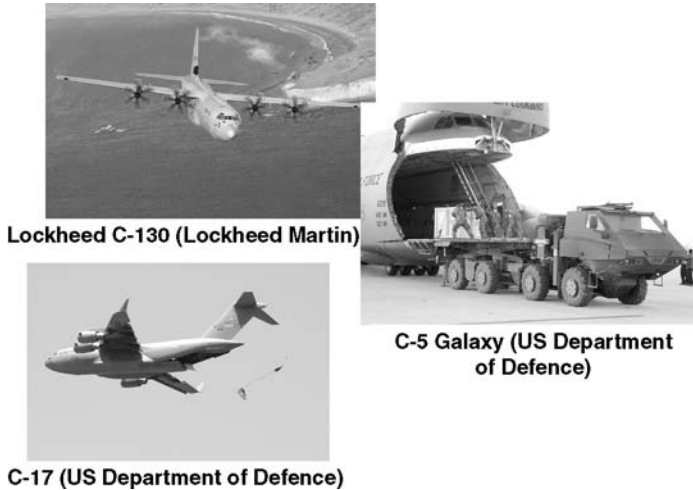 Lockheed C-130 (Lockheed Martin)
C-5 Galaxy (US Department
of Defence)
C-17 (US Department of Defence)